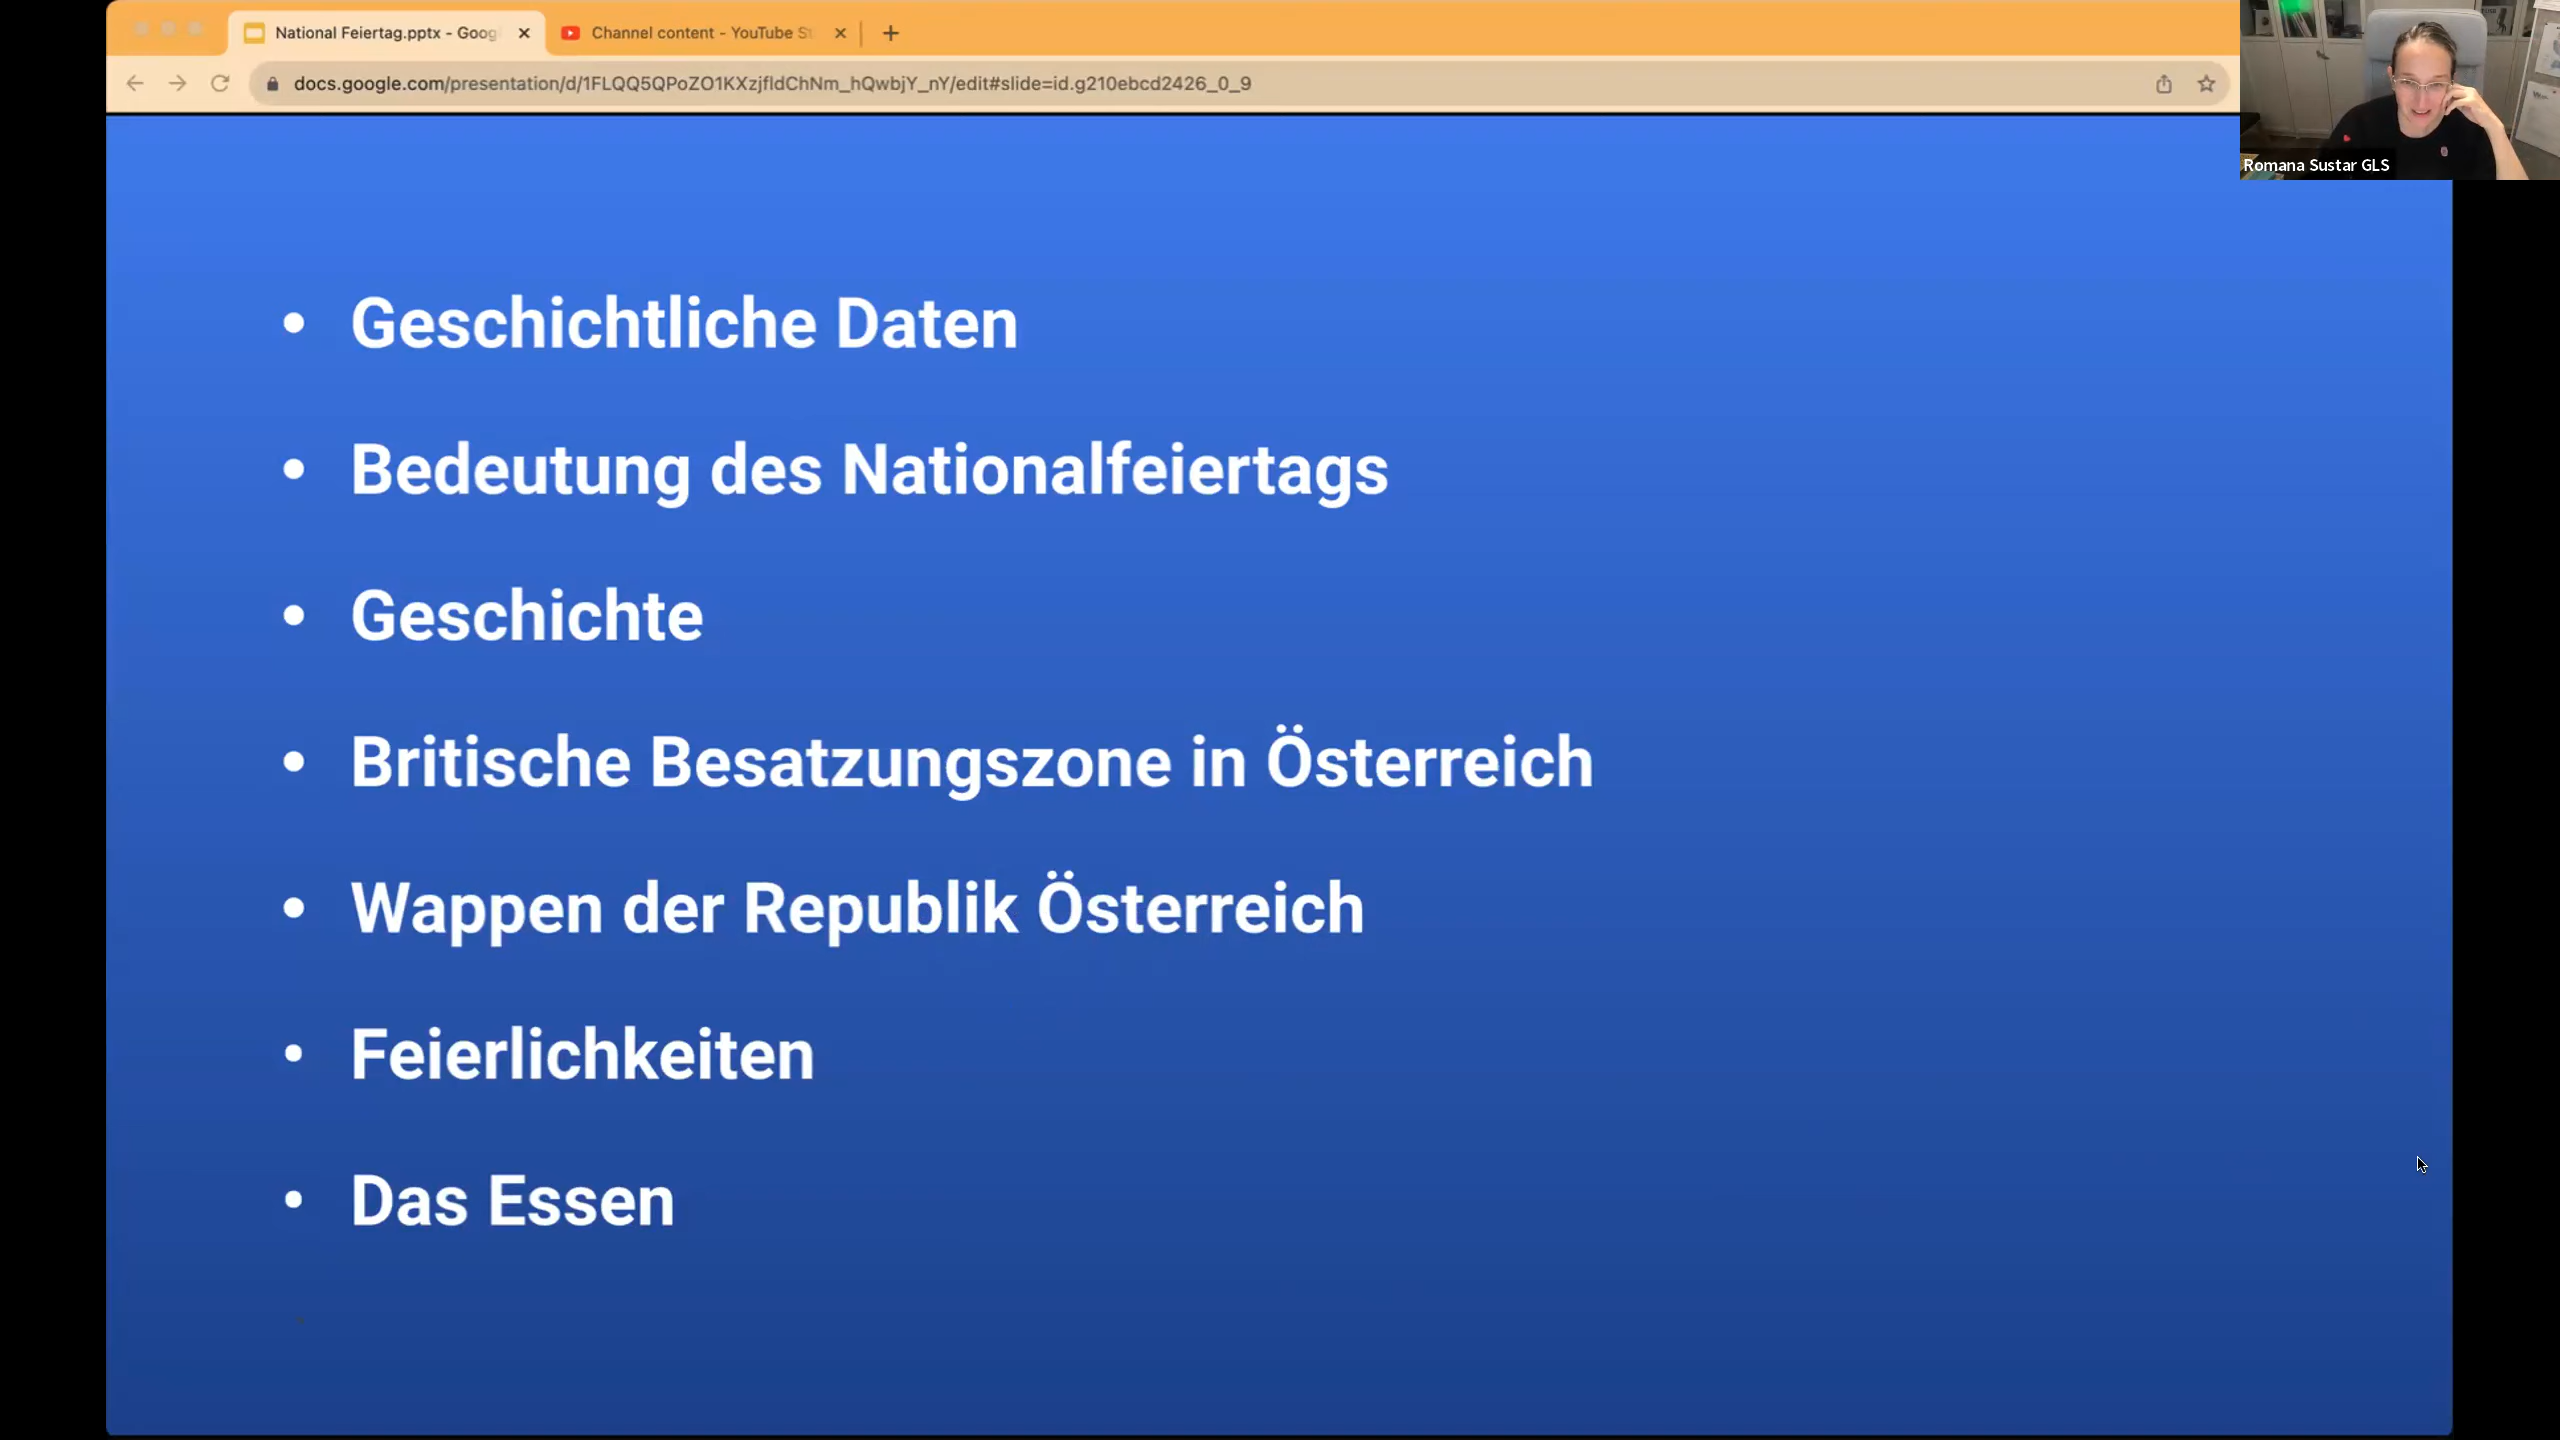 National Feiertag.pptx - Goog
Channel content - YouTube St
docs.google.com/presentation/d/1FLQQ5QPoZO1KXzjfldChNm_hQwbjY_nY/edit#slide=id.g210ebcd2426_0_9
Romana Sustar GLS
• Geschichtliche Daten
• Bedeutung des Nationalfeiertags
• Geschichte
• Britische Besatzungszone in Österreich
• Wappen der Republik Österreich
• Feierlichkeiten
• Das Essen